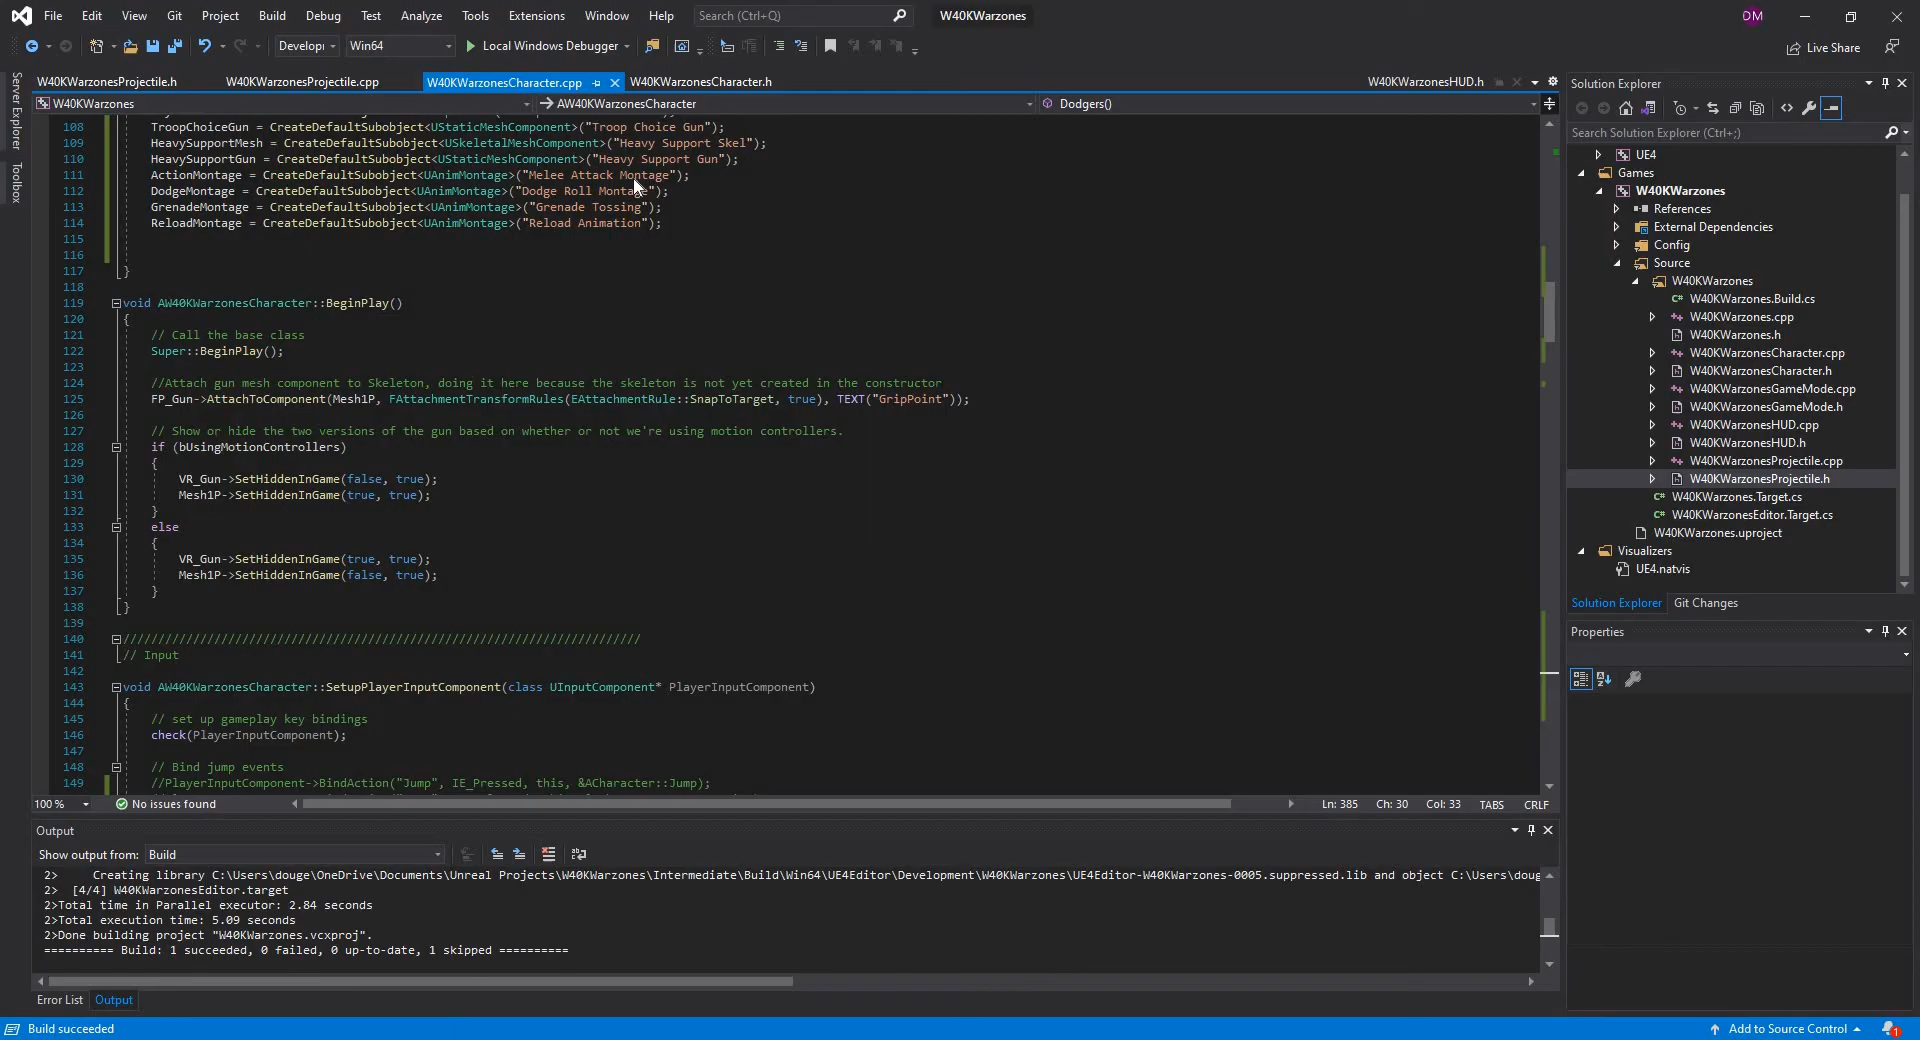 File Edit View Git Project Build Debug Test Analyze Tools Extensions Window Help Search (Ctrl+Q) W40KWarzones DM
Develop Win64 Local Windows Debugger Live Share
W40KWarzonesProjectile.h W40KWarzonesProjectile.cpp W40KWarzonesCharacter.cpp W40KWarzonesCharacter.h W40KWarzonesHUD.h
W40KWarzones AW40KWarzonesCharacter Dodgers()
Server Explorer
Toolbox
108 TroopChoiceGun = CreateDefaultSubobject<UStaticMeshComponent>("Troop Choice Gun");
109 HeavySupportMesh = CreateDefaultSubobject<USkeletalMeshComponent>("Heavy Support Skel");
110 HeavySupportGun = CreateDefaultSubobject<UStaticMeshComponent>("Heavy Support Gun");
111 ActionMontage = CreateDefaultSubobject<UAnimMontage>("Melee Attack Montage");
112 DodgeMontage = CreateDefaultSubobject<UAnimMontage>("Dodge Roll Montage");
113 GrenadeMontage = CreateDefaultSubobject<UAnimMontage>("Grenade Tossing");
114 ReloadMontage = CreateDefaultSubobject<UAnimMontage>("Reload Animation");
115
116
117 }
118
119 void AW40KWarzonesCharacter::BeginPlay()
120 {
121 // Call the base class
122 Super::BeginPlay();
123
124 //Attach gun mesh component to Skeleton, doing it here because the skeleton is not yet created in the constructor
125 FP_Gun->AttachToComponent(Mesh1P, FAttachmentTransformRules(EAttachmentRule::SnapToTarget, true), TEXT("GripPoint"));
126
127 // Show or hide the two versions of the gun based on whether or not we're using motion controllers.
128 if (bUsingMotionControllers)
129 {
130 VR_Gun->SetHiddenInGame(false, true);
131 Mesh1P->SetHiddenInGame(true, true);
132 }
133 else
134 {
135 VR_Gun->SetHiddenInGame(true, true);
136 Mesh1P->SetHiddenInGame(false, true);
137 }
138 }
139
140 //////////////////////////////////////////////////////////////////////////
141 // Input
142
143 void AW40KWarzonesCharacter::SetupPlayerInputComponent(class UInputComponent* PlayerInputComponent)
144 {
145 // set up gameplay key bindings
146 check(PlayerInputComponent);
147
148 // Bind jump events
149 //PlayerInputComponent->BindAction("Jump", IE_Pressed, this, &ACharacter::Jump);
100 % No issues found Ln: 385 Ch: 30 Col: 33 TABS CRLF
Output
Show output from: Build
2> Creating library C:\Users\douge\OneDrive\Documents\Unreal Projects\W40KWarzones\Intermediate\Build\Win64\UE4Editor\Development\W40KWarzones\UE4Editor-W40KWarzones-0005.suppressed.lib and object C:\Users\doug
2> [4/4] W40KWarzonesEditor.target
2>Total time in Parallel executor: 2.84 seconds
2>Total execution time: 5.09 seconds
2>Done building project "W40KWarzones.vcxproj".
========== Build: 1 succeeded, 0 failed, 0 up-to-date, 1 skipped ==========
Error List Output
Build succeeded
Solution Explorer
Search Solution Explorer (Ctrl+;)
UE4
Games
W40KWarzones
References
External Dependencies
Config
Source
W40KWarzones
W40KWarzones.Build.cs
W40KWarzones.cpp
W40KWarzones.h
W40KWarzonesCharacter.cpp
W40KWarzonesCharacter.h
W40KWarzonesGameMode.cpp
W40KWarzonesGameMode.h
W40KWarzonesHUD.cpp
W40KWarzonesHUD.h
W40KWarzonesProjectile.cpp
W40KWarzonesProjectile.h
W40KWarzones.Target.cs
W40KWarzonesEditor.Target.cs
W40KWarzones.uproject
Visualizers
UE4.natvis
Solution Explorer Git Changes
Properties
Add to Source Control 1